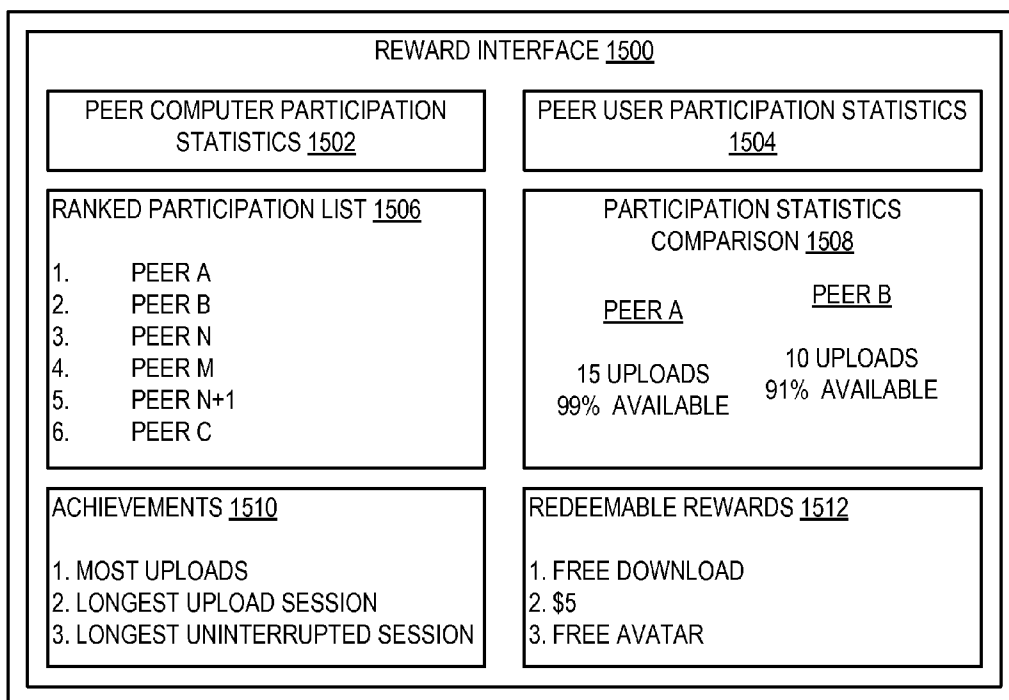 REWARD INTERFACE 1500
PEER COMPUTER PARTICIPATION
STATISTICS 1502
PEER USER PARTICIPATION STATISTICS
1504
RANKED PARTICIPATION LIST 1506
1. PEER A
2. PEER B
3. PEER N
4. PEER M
5. PEER N+1
6. PEER C
PARTICIPATION STATISTICS
COMPARISON 1508
PEER A
15 UPLOADS
99% AVAILABLE
PEER B
10 UPLOADS
91% AVAILABLE
ACHIEVEMENTS 1510
1. MOST UPLOADS
2. LONGEST UPLOAD SESSION
3. LONGEST UNINTERRUPTED SESSION
REDEEMABLE REWARDS 1512
1. FREE DOWNLOAD
2. $5
3. FREE AVATAR